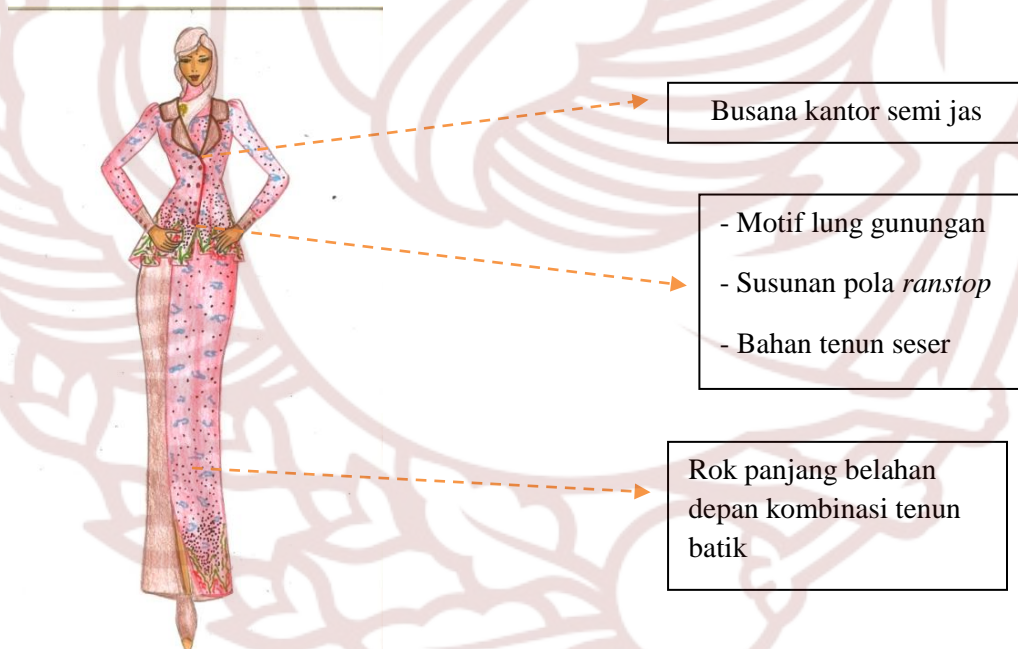 Busana kantor semi jas
- Motif lung gunungan
- Susunan pola ranstop
- Bahan tenun seser
Rok panjang belahan
depan kombinasi tenun
batik